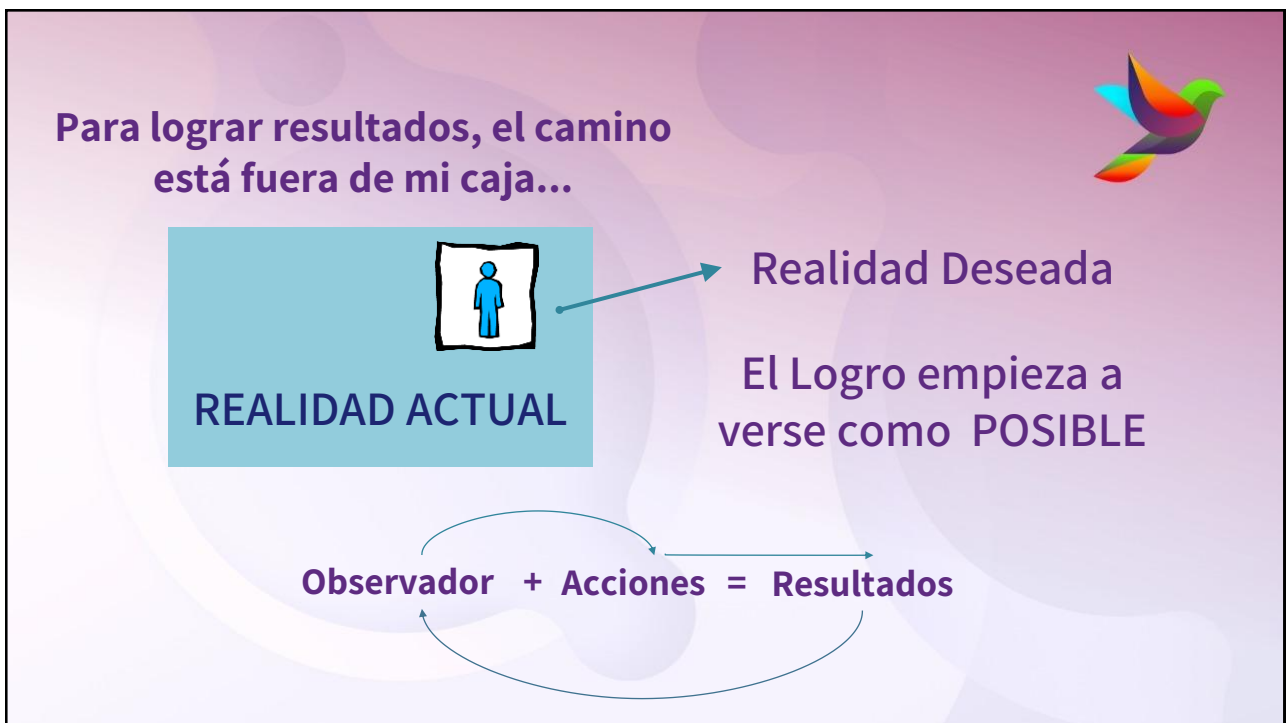 Para lograr resultados, el camino
está fuera de mi caja...
Realidad Deseada
REALIDAD ACTUAL
El Logro empieza a
verse como POSIBLE
Observador + Acciones = Resultados